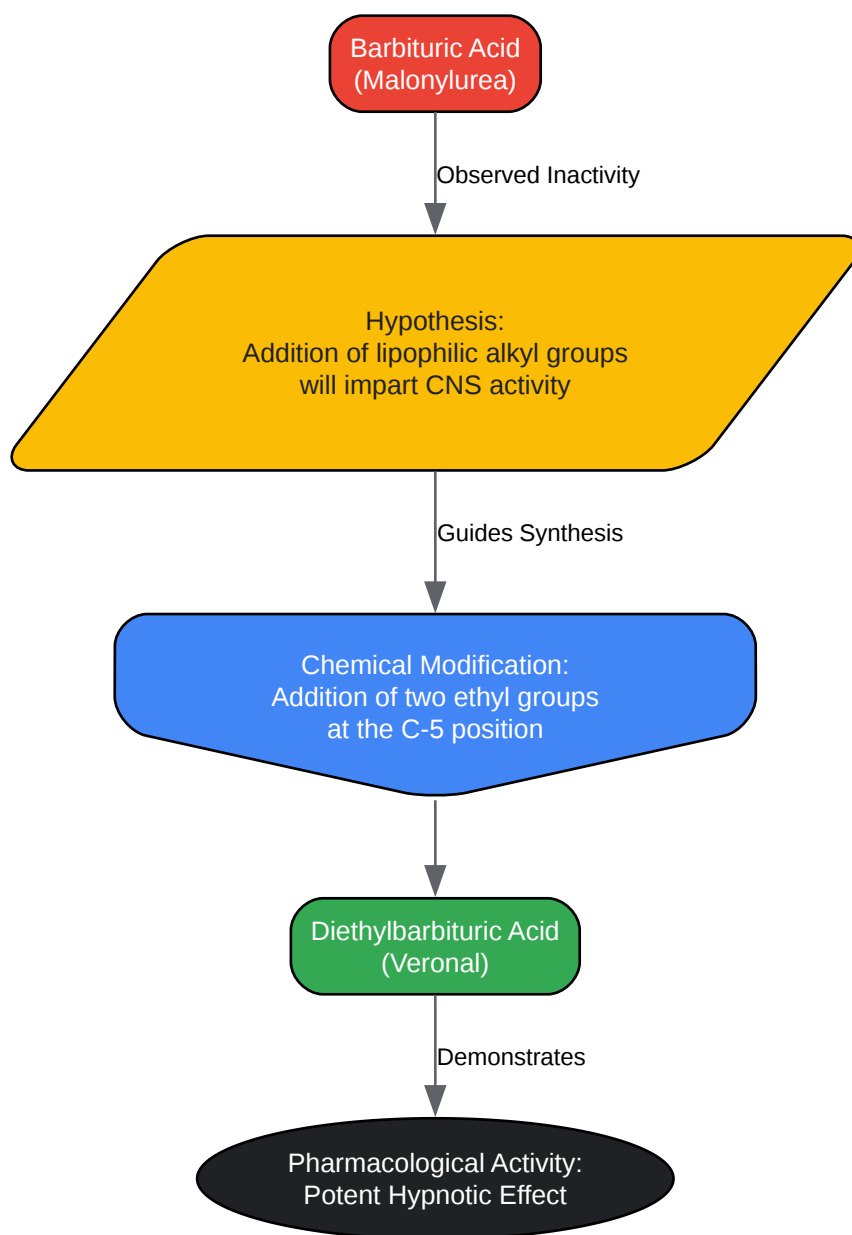 Barbituric Acid
(Malonylurea)
Observed Inactivity
Hypothesis:
Addition of lipophilic alkyl groups
will impart CNS activity
Guides Synthesis
Chemical Modification:
Addition of two ethyl groups
at the C-5 position
Diethylbarbituric Acid
(Veronal)
Demonstrates
Pharmacological Activity:
Potent Hypnotic Effect